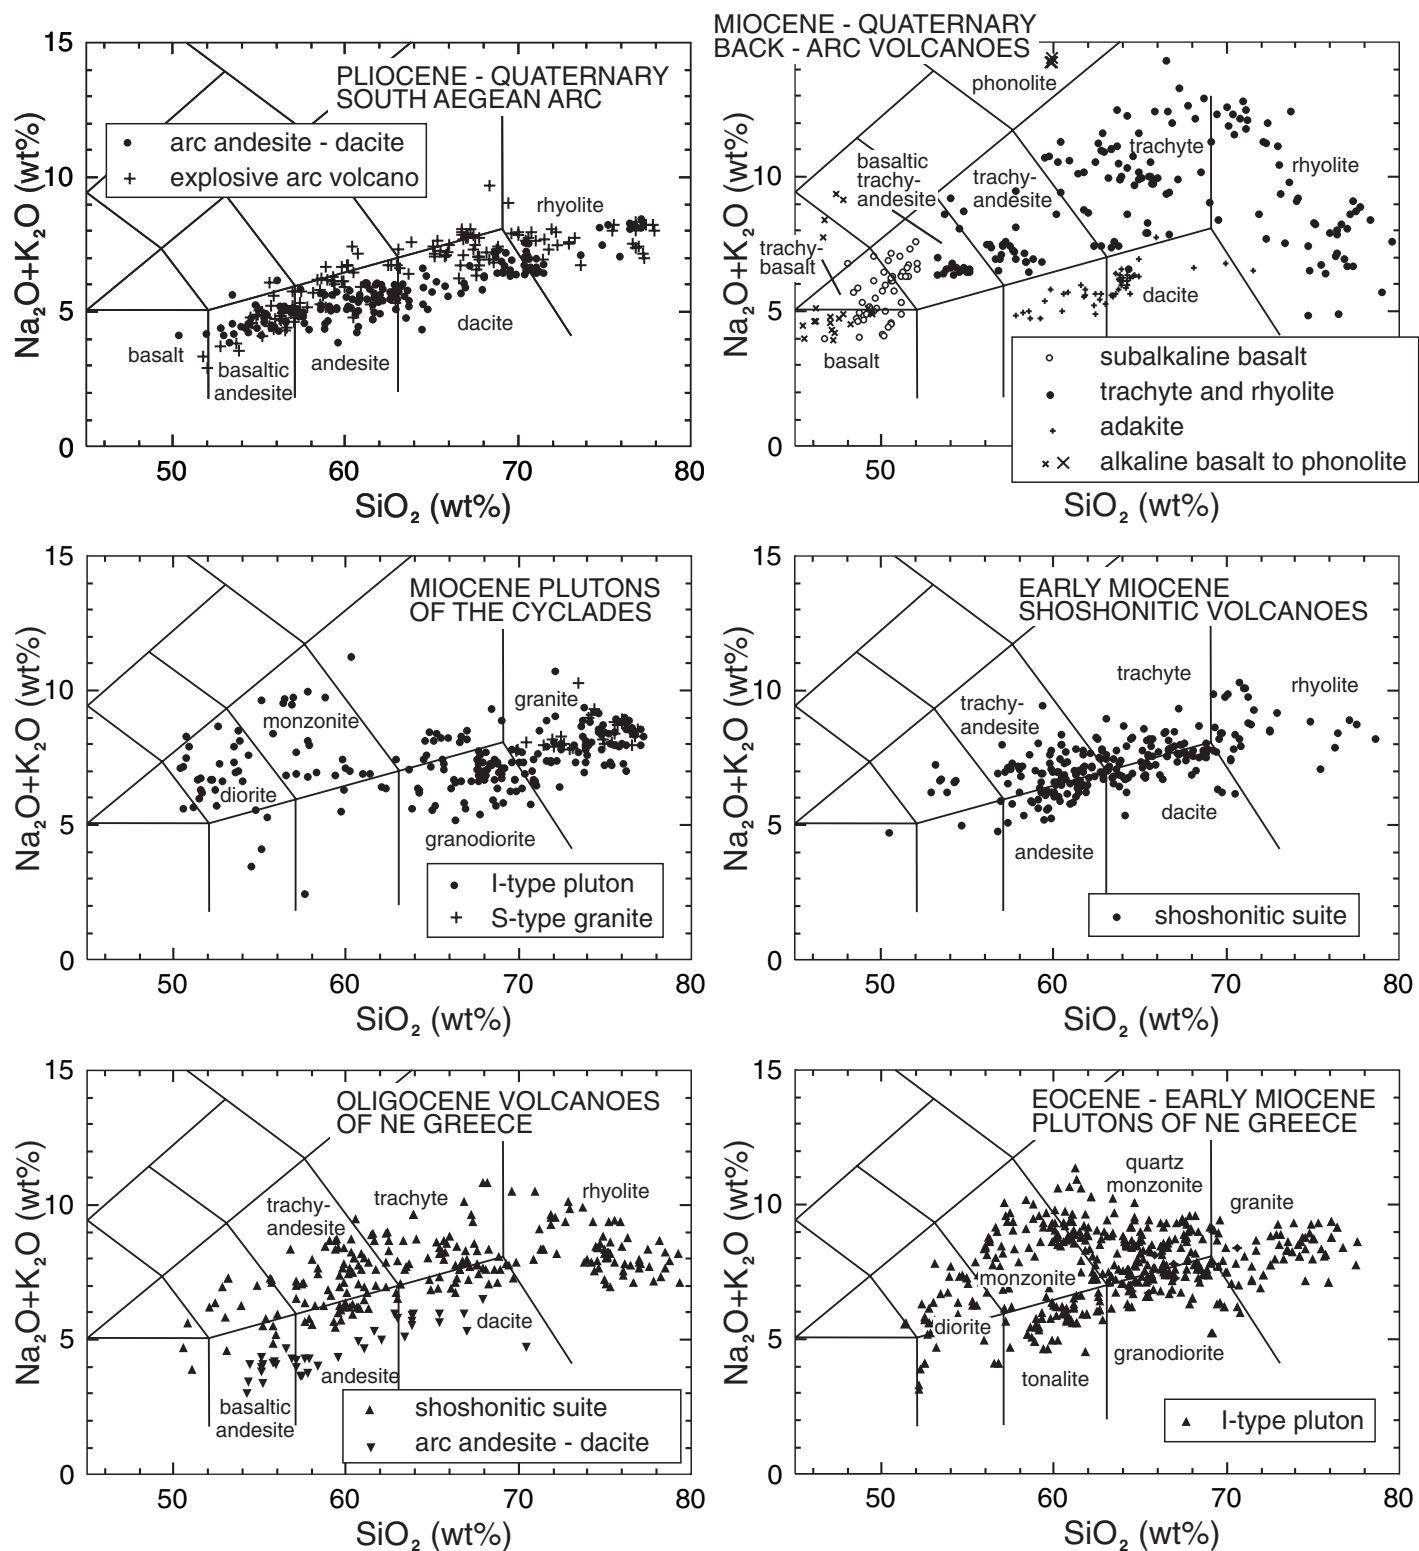 PLIOCENE - QUATERNARY
SOUTH AEGEAN ARC
arc andesite - dacite
explosive arc volcano
rhyolite
dacite
basalt
basaltic
andesite
andesite
15
10
5
0
50
60
70
80
Na₂O+K₂O (wt%)
SiO₂ (wt%)
MIOCENE - QUATERNARY
BACK - ARC VOLCANOES
phonolite
trachyte
rhyolite
basaltic
trachy-
andesite
trachy-
andesite
trachy-
basalt
dacite
basalt
subalkaline basalt
trachyte and rhyolite
adakite
alkaline basalt to phonolite
15
10
5
0
50
60
70
80
Na₂O+K₂O (wt%)
SiO₂ (wt%)
MIOCENE PLUTONS
OF THE CYCLADES
granite
monzonite
diorite
granodiorite
I-type pluton
S-type granite
15
10
5
0
50
60
70
80
Na₂O+K₂O (wt%)
SiO₂ (wt%)
EARLY MIOCENE
SHOSHONITIC VOLCANOES
trachyte
rhyolite
trachy-
andesite
dacite
andesite
shoshonitic suite
15
10
5
0
50
60
70
80
Na₂O+K₂O (wt%)
SiO₂ (wt%)
OLIGOCENE VOLCANOES
OF NE GREECE
trachyte
rhyolite
trachy-
andesite
dacite
andesite
basaltic
andesite
shoshonitic suite
arc andesite - dacite
15
10
5
0
50
60
70
80
Na₂O+K₂O (wt%)
SiO₂ (wt%)
EOCENE - EARLY MIOCENE
PLUTONS OF NE GREECE
quartz
monzonite
granite
monzonite
diorite
granodiorite
tonalite
I-type pluton
15
10
5
0
50
60
70
80
Na₂O+K₂O (wt%)
SiO₂ (wt%)